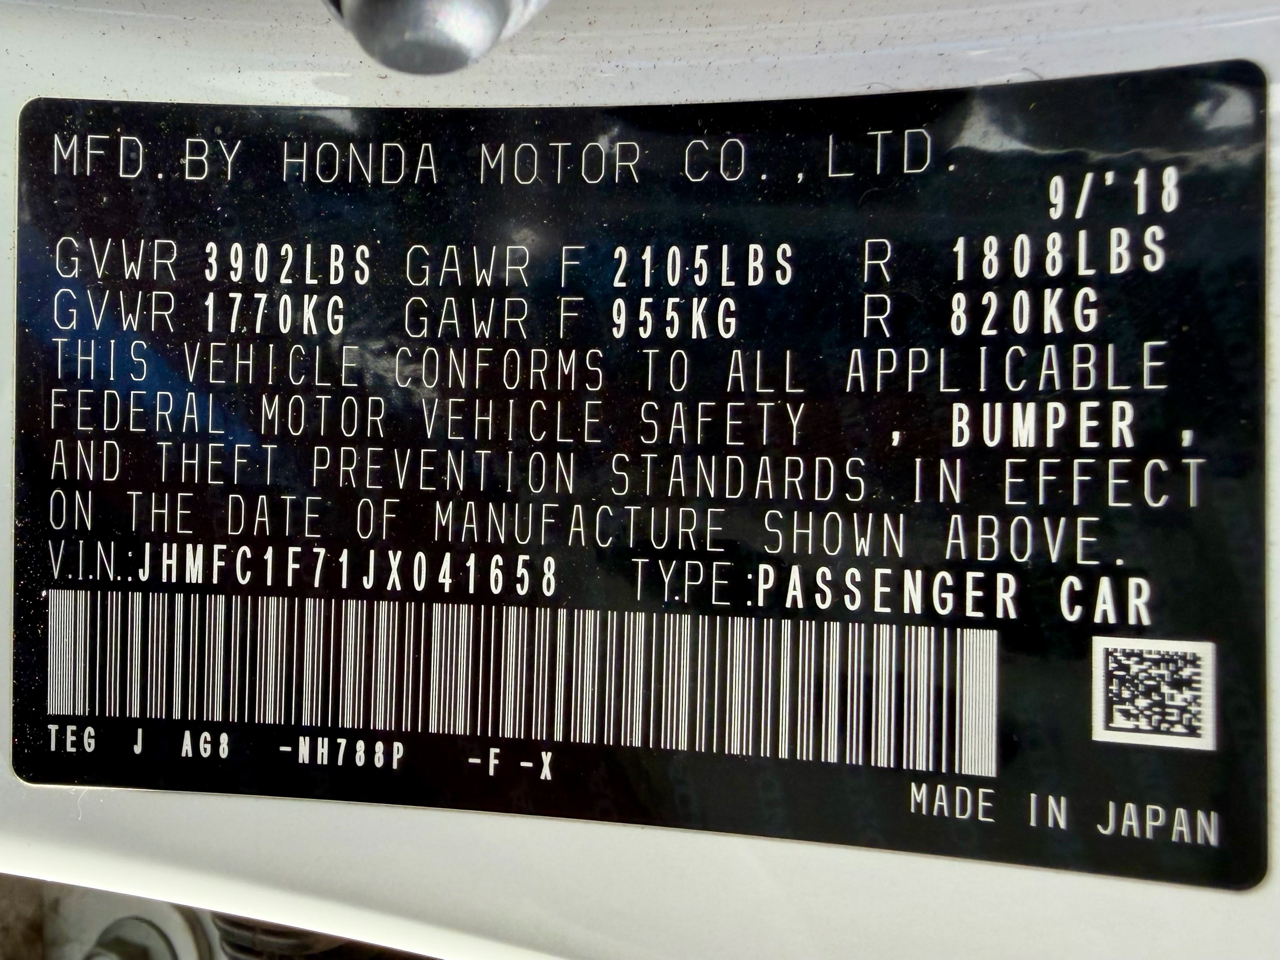 MFD.BY HONDA MOTOR CO.,LTD.
9/'18
GVWR 3902LBS GAWR F 2105LBS R 1808LBS
GVWR 1770KG GAWR F 955KG R 820KG
THIS VEHICLE CONFORMS TO ALL APPLICABLE
FEDERAL MOTOR VEHICLE SAFETY , BUMPER ,
AND THEFT PREVENTION STANDARDS IN EFFECT
ON THE DATE OF MANUFACTURE SHOWN ABOVE.
V.I.N.:JHMFC1F71JX041658 TYPE:PASSENGER CAR
TEG J AG8 -NH788P -F -X
MADE IN JAPAN